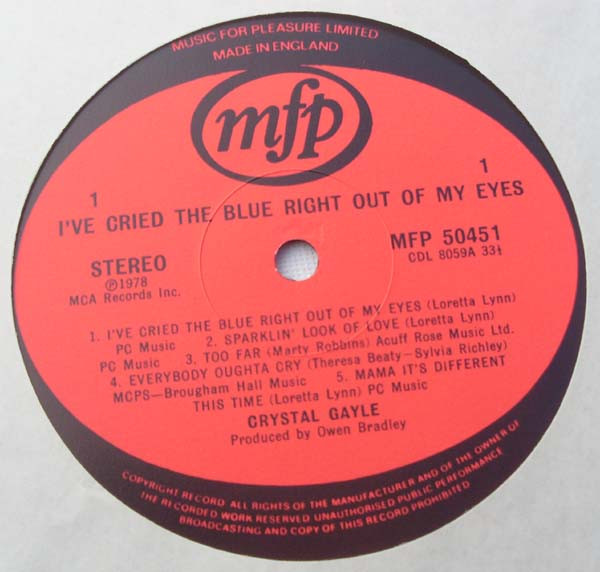 MUSIC FOR PLEASURE LIMITED
MADE IN ENGLAND
mfp
1 1
I'VE CRIED THE BLUE RIGHT OUT OF MY EYES
STEREO
Ⓟ1978
MCA Records Inc.
MFP 50451
CDL 8059A 33⅓
1. I'VE CRIED THE BLUE RIGHT OUT OF MY EYES (Loretta Lynn)
PC Music 2. SPARKLIN' LOOK OF LOVE (Loretta Lynn)
PC Music 3. TOO FAR (Marty Robbins) Acuff Rose Music Ltd.
4. EVERYBODY OUGHTA CRY (Theresa Beaty—Sylvia Richley)
MCPS—Brougham Hall Music 5. MAMA IT'S DIFFERENT
THIS TIME (Loretta Lynn) PC Music
CRYSTAL GAYLE
Produced by Owen Bradley
COPYRIGHT RECORD ALL RIGHTS OF THE MANUFACTURER AND OF THE OWNER OF
THE RECORDED WORK RESERVED UNAUTHORISED PUBLIC PERFORMANCE
BROADCASTING AND COPY OF THIS RECORD PROHIBITED